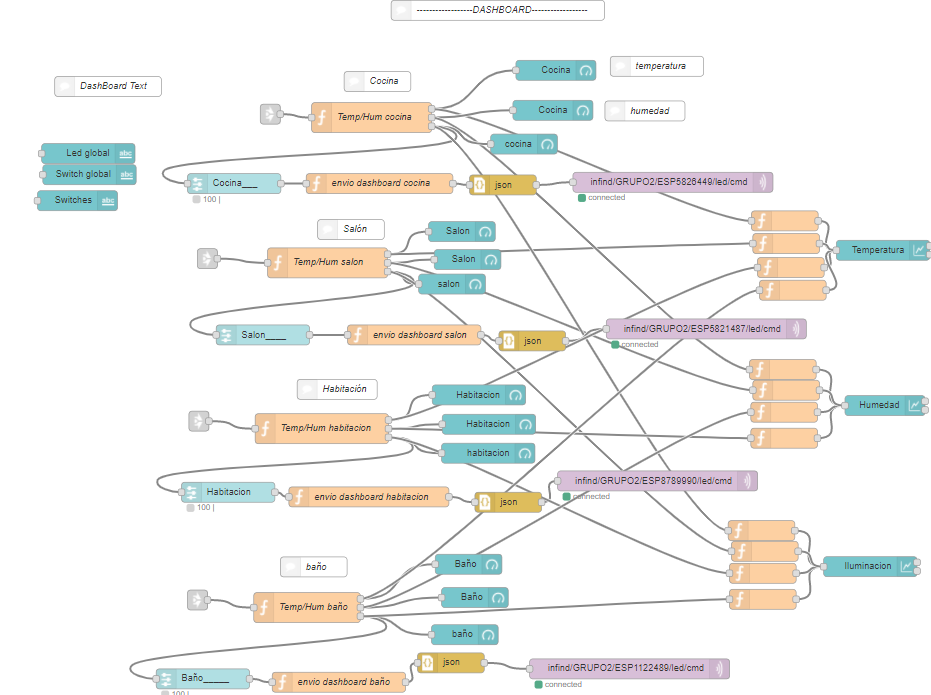 ------------------DASHBOARD------------------
DashBoard Text
Cocina
Cocina
temperatura
Cocina
humedad
Temp/Hum cocina
cocina
Led global
abc
Switch global
abc
Switches
abc
Cocina___
100 |
envio dashboard cocina
json
infind/GRUPO2/ESP5826449/led/cmd
connected
Salón
Salon
Salon
Temp/Hum salon
salon
Temperatura
Salon____
envio dashboard salon
json
infind/GRUPO2/ESP5821487/led/cmd
connected
Habitación
Habitacion
Habitacion
Temp/Hum habitacion
habitacion
Humedad
Habitacion
100 |
envio dashboard habitacion
json
infind/GRUPO2/ESP8789990/led/cmd
connected
baño
Baño
Baño
Temp/Hum baño
baño
Iluminacion
Baño_____
100 |
envio dashboard baño
json
infind/GRUPO2/ESP1122489/led/cmd
connected